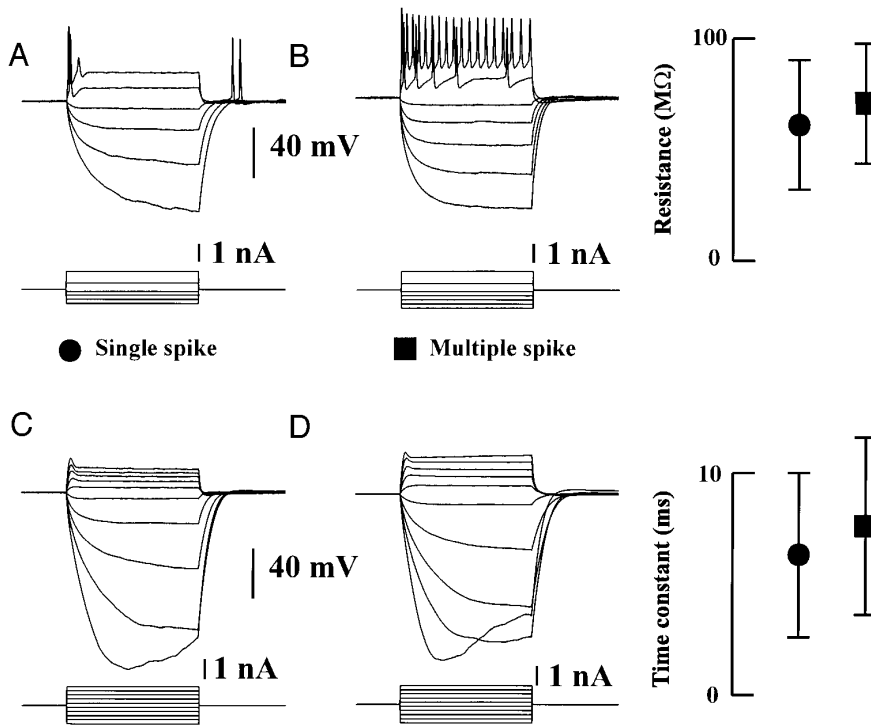 A
B
40 mV
1 nA
1 nA
100
Resistance (MΩ)
0
Single spike
Multiple spike
C
D
40 mV
1 nA
1 nA
10
Time constant (ms)
0